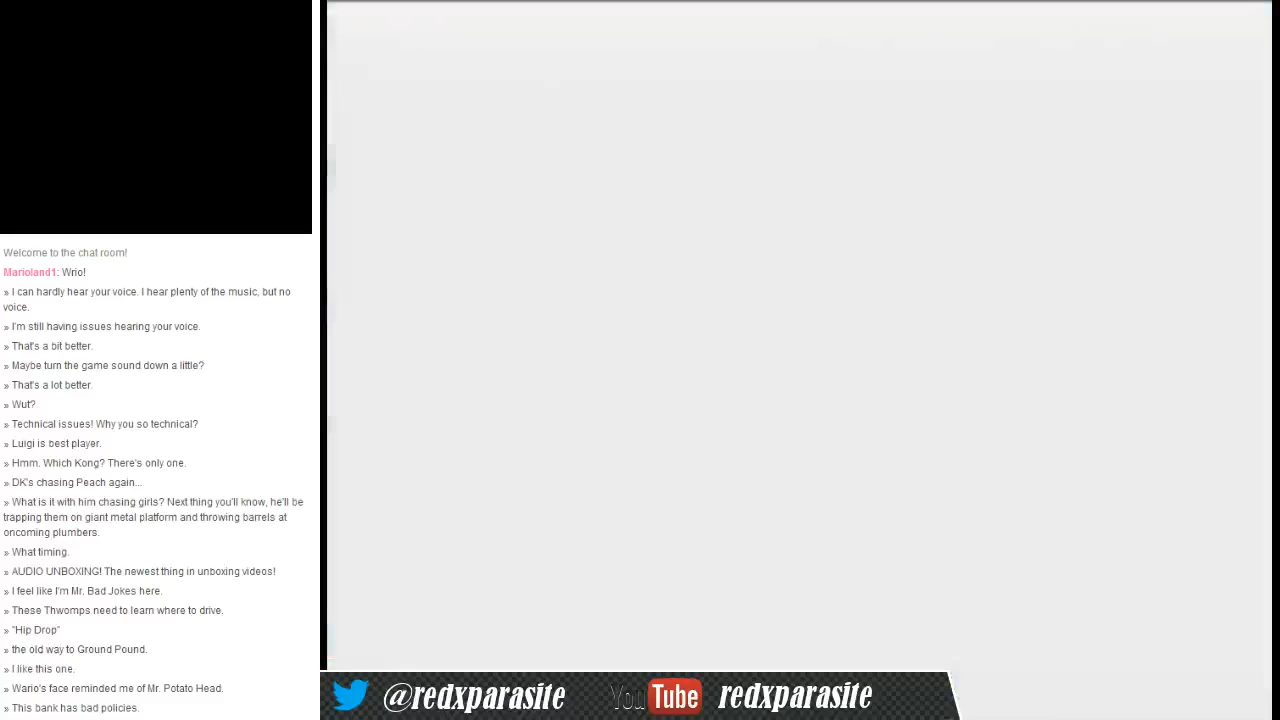 Welcome to the chat room!
Marioland1: Wrio!
» I can hardly hear your voice. I hear plenty of the music, but no
voice.
» I'm still having issues hearing your voice.
» That's a bit better.
» Maybe turn the game sound down a little?
» That's a lot better.
» Wut?
» Technical issues! Why you so technical?
» Luigi is best player.
» Hmm. Which Kong? There's only one.
» DK's chasing Peach again...
» What is it with him chasing girls? Next thing you'll know, he'll be
trapping them on giant metal platform and throwing barrels at
oncoming plumbers.
» What timing.
» AUDIO UNBOXING! The newest thing in unboxing videos!
» I feel like I'm Mr. Bad Jokes here.
» These Thwomps need to learn where to drive.
» "Hip Drop"
» the old way to Ground Pound.
» I like this one.
» Wario's face reminded me of Mr. Potato Head.
» This bank has bad policies.
@redxparasite YouTube redxparasite